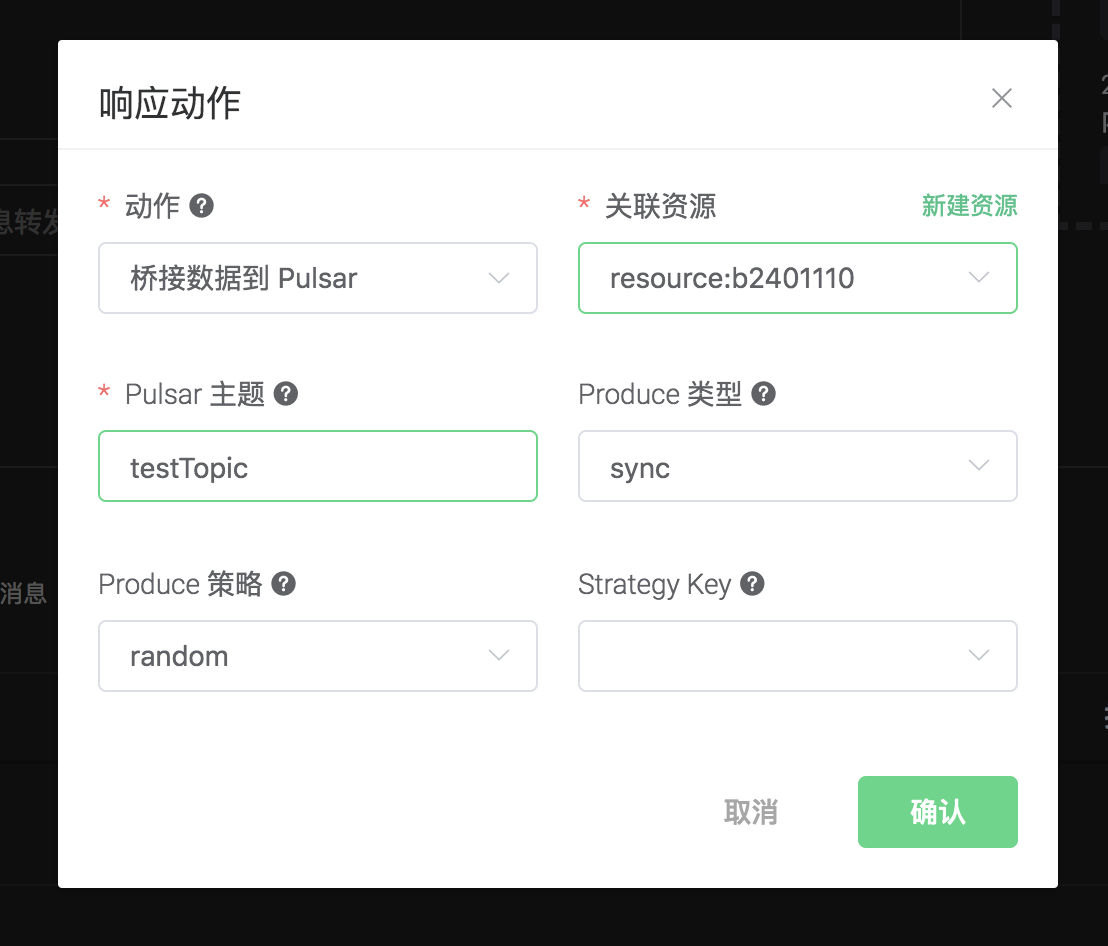 响应动作
* 动作
* 关联资源 新建资源
桥接数据到 Pulsar
resource:b2401110
* Pulsar 主题
Produce 类型
testTopic
sync
Produce 策略
Strategy Key
random
取消 确认
息转发
消息